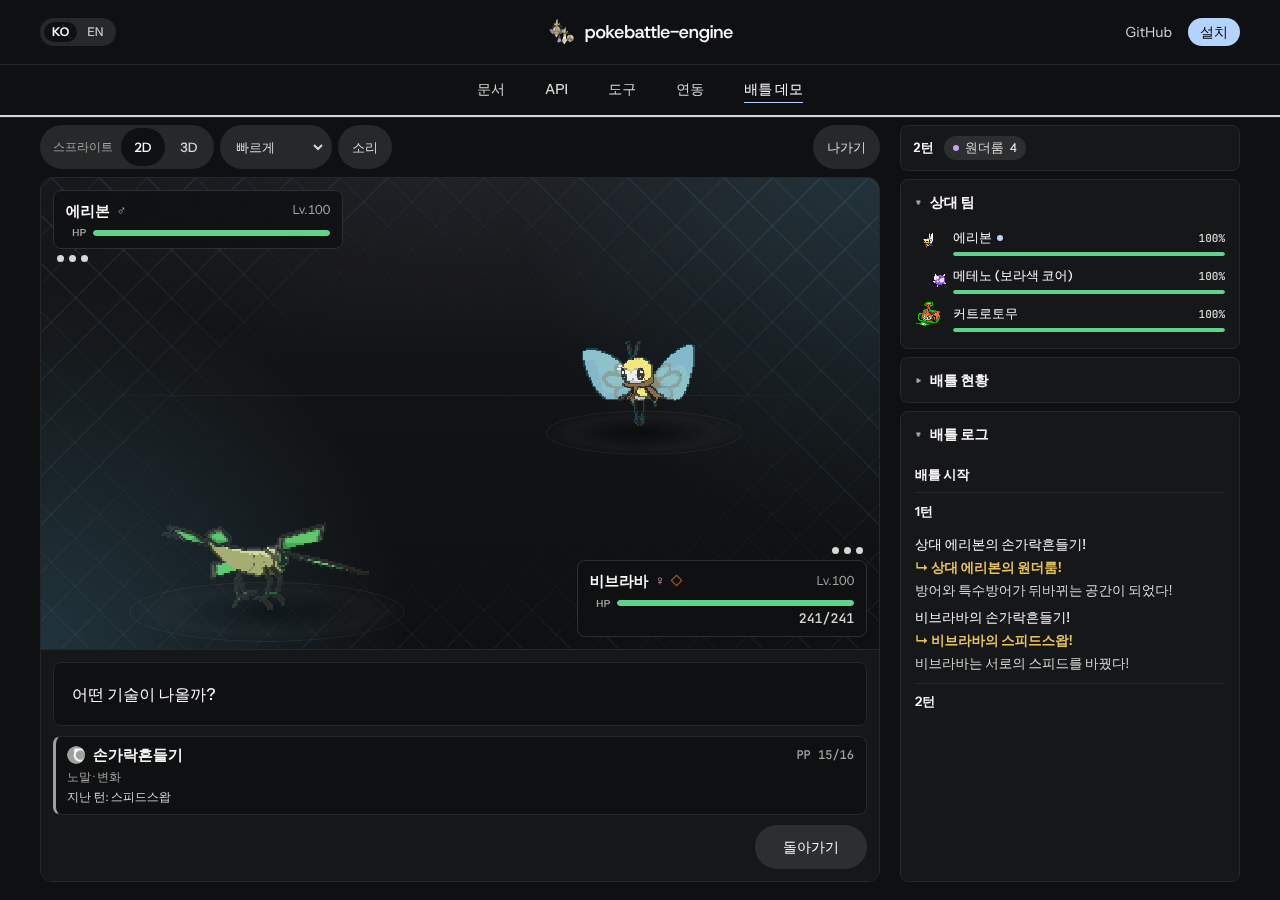 KO EN
pokebattle-engine
GitHub 설치
문서 API 도구 연동 배틀 데모
스프라이트 2D 3D 빠르게 소리 나가기
에리본 ♂ Lv.100
HP
비브라바 ♀ Lv.100
HP
241/241
어떤 기술이 나올까?
손가락흔들기 PP 15/16
노말·변화
지난 턴: 스피드스왑
돌아가기
2턴 원더룸 4
상대 팀
에리본 100%
메테노 (보라색 코어) 100%
커트로토무 100%
배틀 현황
배틀 로그
배틀 시작
1턴
상대 에리본의 손가락흔들기!
↳ 상대 에리본의 원더룸!
방어와 특수방어가 뒤바뀌는 공간이 되었다!
비브라바의 손가락흔들기!
↳ 비브라바의 스피드스왑!
비브라바는 서로의 스피드를 바꿨다!
2턴